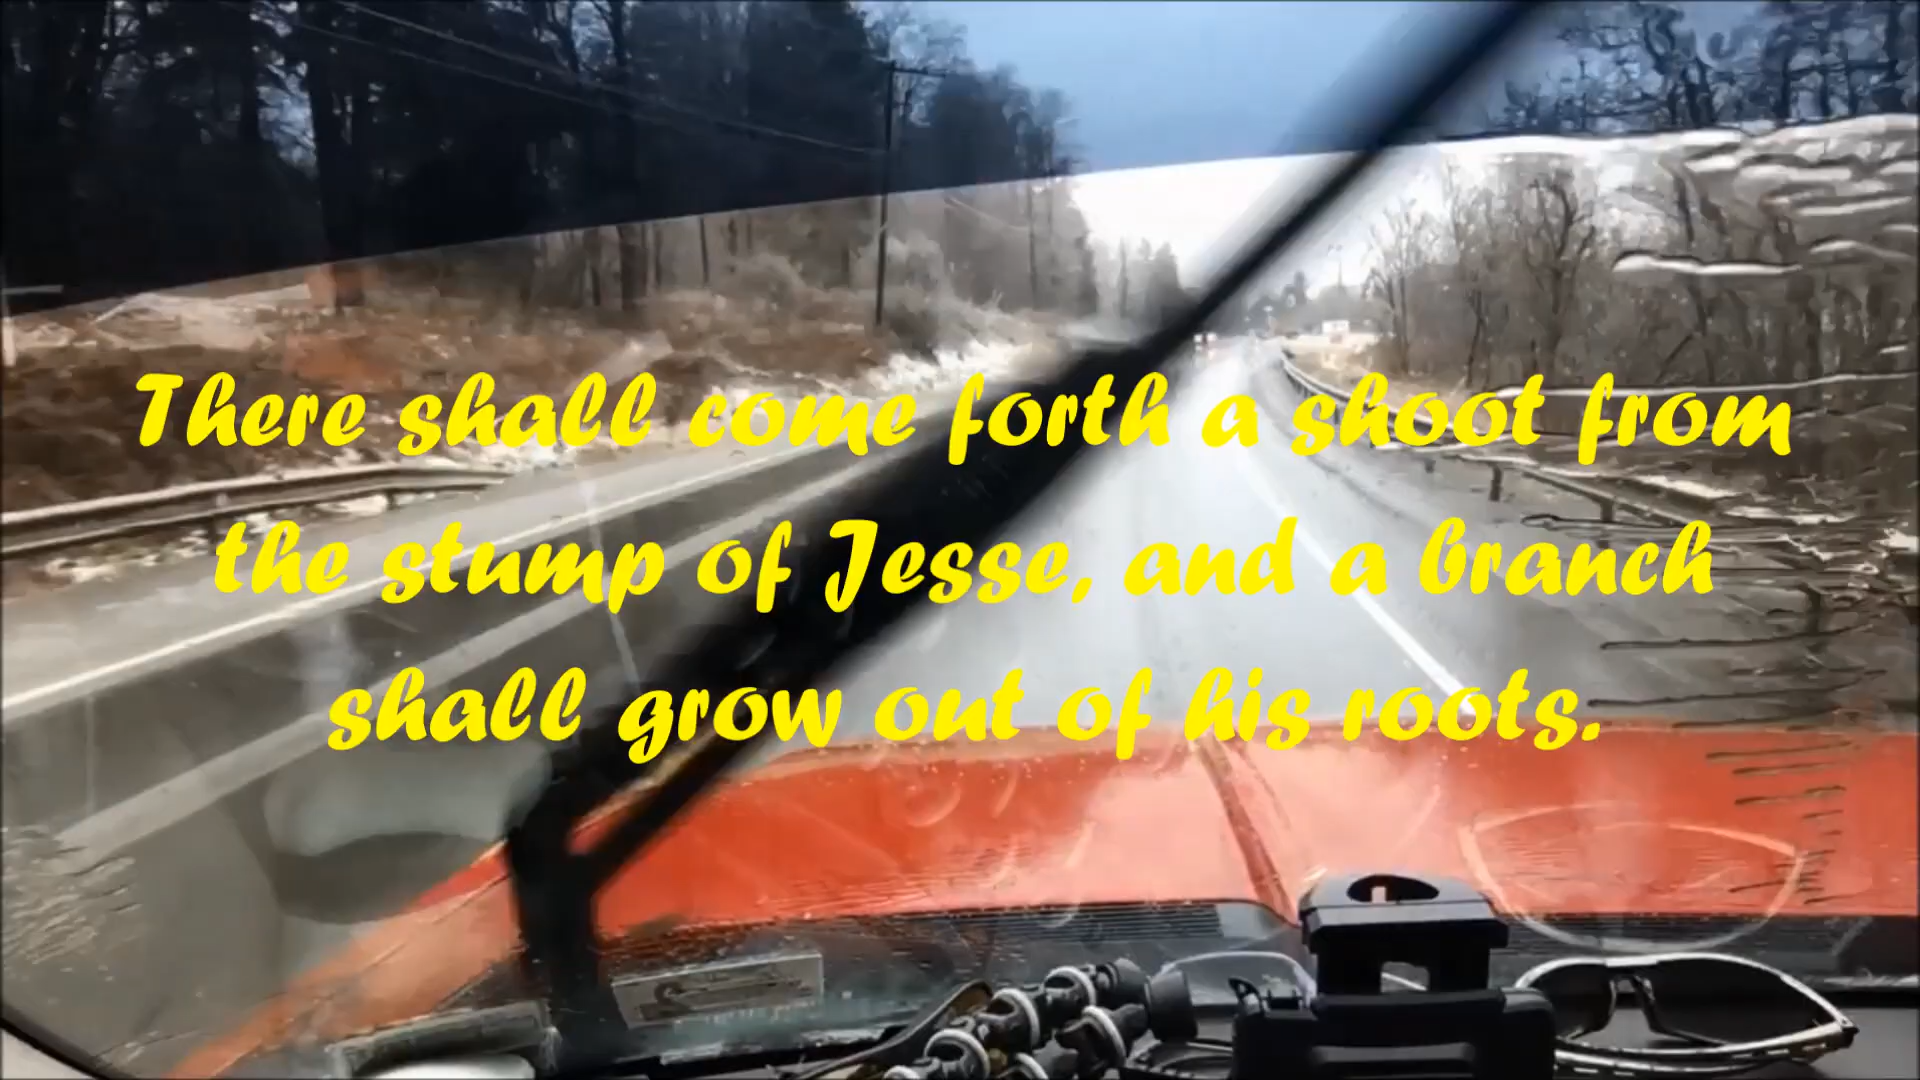 There shall come forth a shoot from
the stump of Jesse, and a branch
shall grow out of his roots.